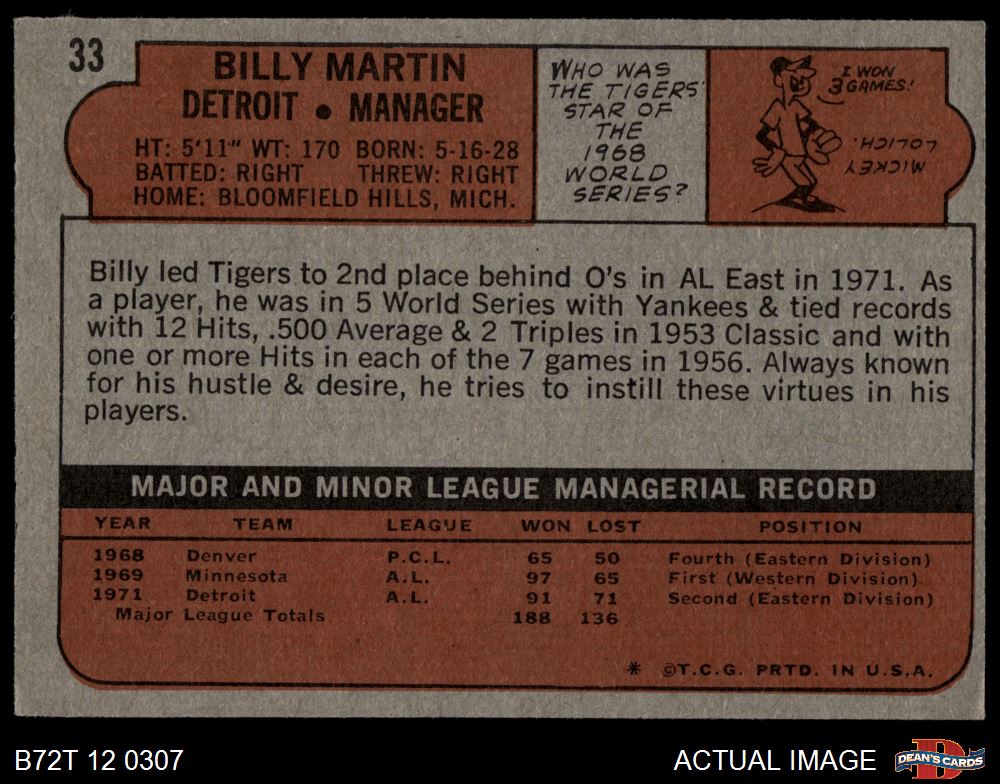 33
BILLY MARTIN
DETROIT • MANAGER
HT: 5'11" WT: 170 BORN: 5-16-28
BATTED: RIGHT THREW: RIGHT
HOME: BLOOMFIELD HILLS, MICH.
WHO WAS
THE TIGERS'
STAR OF
THE
1968
WORLD
SERIES?
I WON
3 GAMES!
MICKEY
LOLICH.
Billy led Tigers to 2nd place behind O's in AL East in 1971. As
a player, he was in 5 World Series with Yankees & tied records
with 12 Hits, .500 Average & 2 Triples in 1953 Classic and with
one or more Hits in each of the 7 games in 1956. Always known
for his hustle & desire, he tries to instill these virtues in his
players.
MAJOR AND MINOR LEAGUE MANAGERIAL RECORD
YEAR TEAM LEAGUE WON LOST POSITION
1968 Denver P.C.L. 65 50 Fourth (Eastern Division)
1969 Minnesota A.L. 97 65 First (Western Division)
1971 Detroit A.L. 91 71 Second (Eastern Division)
Major League Totals 188 136
* ©T.C.G. PRTD. IN U.S.A.
B72T 12 0307
ACTUAL IMAGE
D
DEAN'S CARDS